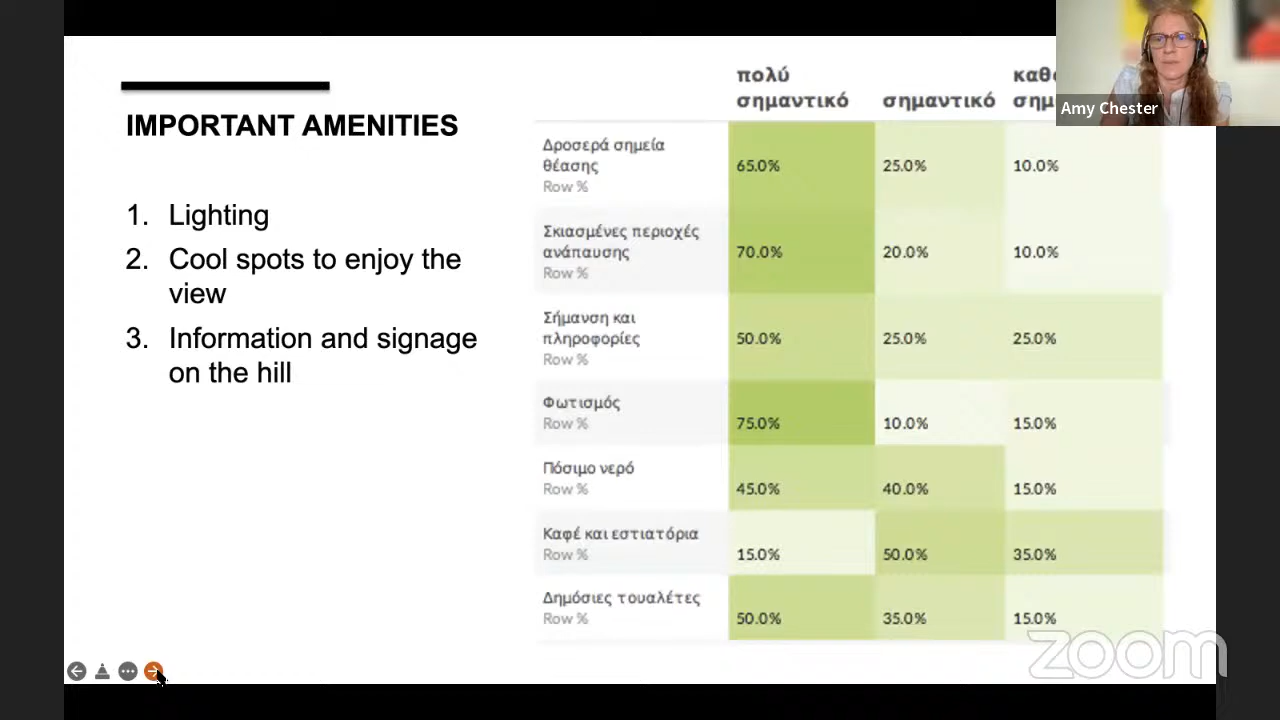 Amy Chester
IMPORTANT AMENITIES
1. Lighting
2. Cool spots to enjoy the
view
3. Information and signage
on the hill
πολύ
σημαντικό σημαντικό
Δροσερά σημεία
θέασης
Row % 65.0% 25.0% 10.0%
Σκιασμένες περιοχές
ανάπαυσης
Row % 70.0% 20.0% 10.0%
Σήμανση και
πληροφορίες
Row % 50.0% 25.0% 25.0%
Φωτισμός
Row % 75.0% 10.0% 15.0%
Πόσιμο νερό
Row % 45.0% 40.0% 15.0%
Καφέ και εστιατόρια
Row % 15.0% 50.0% 35.0%
Δημόσιες τουαλέτες
Row % 50.0% 35.0% 15.0%
zoom